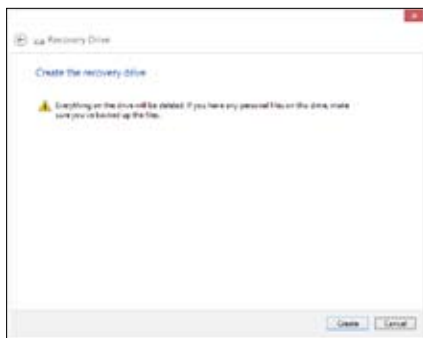 Recovery Drive
Create the recovery drive
Everything on the drive will be deleted. If you have any personal files on this drive, make
sure you've backed up the files.
Create Cancel